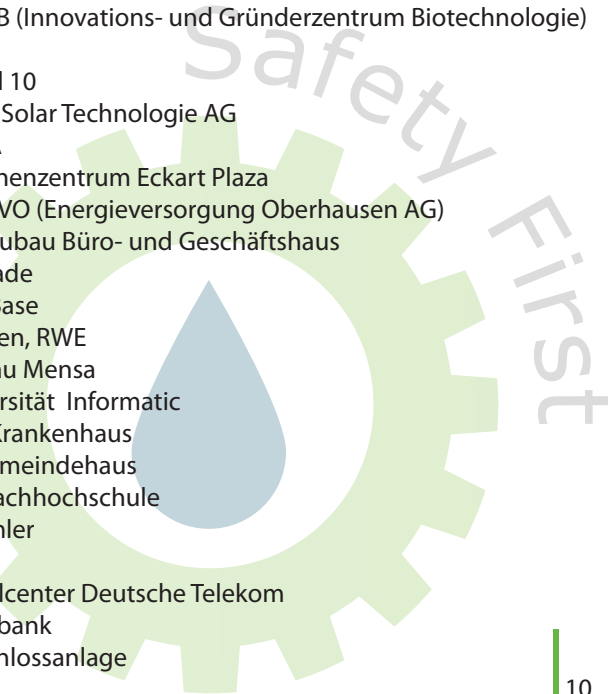 B (Innovations- und Gründerzentrum Biotechnologie)
10
Solar Technologie AG
nenzentrum Eckart Plaza
VO (Energieversorgung Oberhausen AG)
ubau Büro- und Geschäftshaus
ade
Base
en, RWE
au Mensa
rsität Informatic
Krankenhaus
meindehaus
achhochschule
hler
lcenter Deutsche Telekom
bank
hlossanlage
Safety First
10